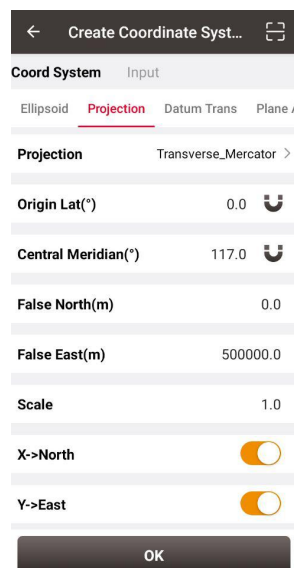 Create Coordinate Syst...
Coord System Input
Ellipsoid Projection Datum Trans Plane
Projection Transverse_Mercator >
Origin Lat(°) 0.0
Central Meridian(°) 117.0
False North(m) 0.0
False East(m) 500000.0
Scale 1.0
X->North
Y->East
OK